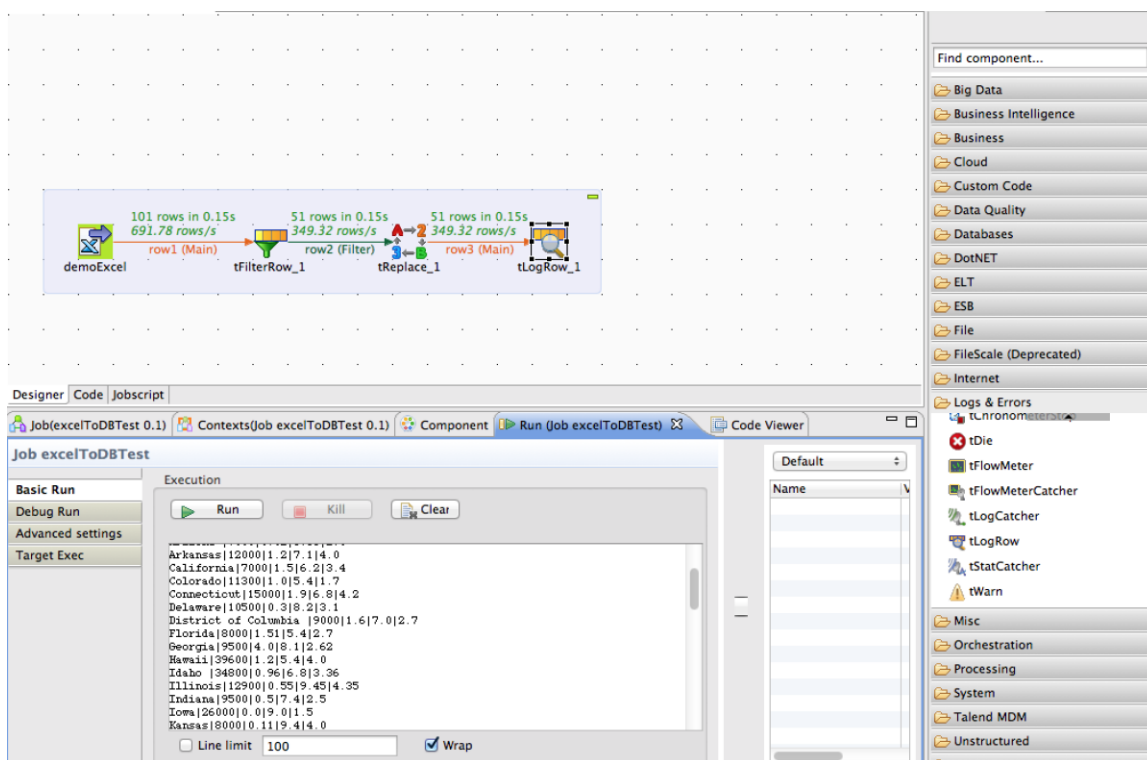 Find component...
Big Data
Business Intelligence
Business
Cloud
Custom Code
Data Quality
Databases
DotNET
ELT
ESB
File
FileScale (Deprecated)
Internet
Logs & Errors
tDie
tFlowMeter
tFlowMeterCatcher
tLogCatcher
tLogRow
tStatCatcher
tWarn
Misc
Orchestration
Processing
System
Talend MDM
Unstructured
101 rows in 0.15s
691.78 rows/s
row1 (Main)
51 rows in 0.15s
349.32 rows/s
row2 (Filter)
51 rows in 0.15s
349.32 rows/s
row3 (Main)
demoExcel
tFilterRow_1
tReplace_1
tLogRow_1
Designer Code Jobscript
Job(excelToDBTest 0.1) Contexts(Job excelToDBTest 0.1) Component Run (Job excelToDBTest) Code Viewer
Job excelToDBTest
Basic Run
Debug Run
Advanced settings
Target Exec
Execution
Run Kill Clear
Arkansas|12000|1.2|7.1|4.0
California|7000|1.5|6.2|3.4
Colorado|11300|1.0|5.4|1.7
Connecticut|15000|1.9|6.8|4.2
Delaware|10500|0.3|8.2|3.1
District of Columbia |9000|1.6|7.0|2.7
Florida|8000|1.51|5.4|2.7
Georgia|9500|4.0|8.1|2.62
Hawaii|39600|1.2|5.4|4.0
Idaho |34800|0.96|6.8|3.36
Illinois|12900|0.55|9.45|4.35
Indiana|9500|0.5|7.4|2.5
Iowa|26000|0.0|9.0|1.5
Kansas|8000|0.11|9.4|4.0
Line limit 100 Wrap
Default
Name V